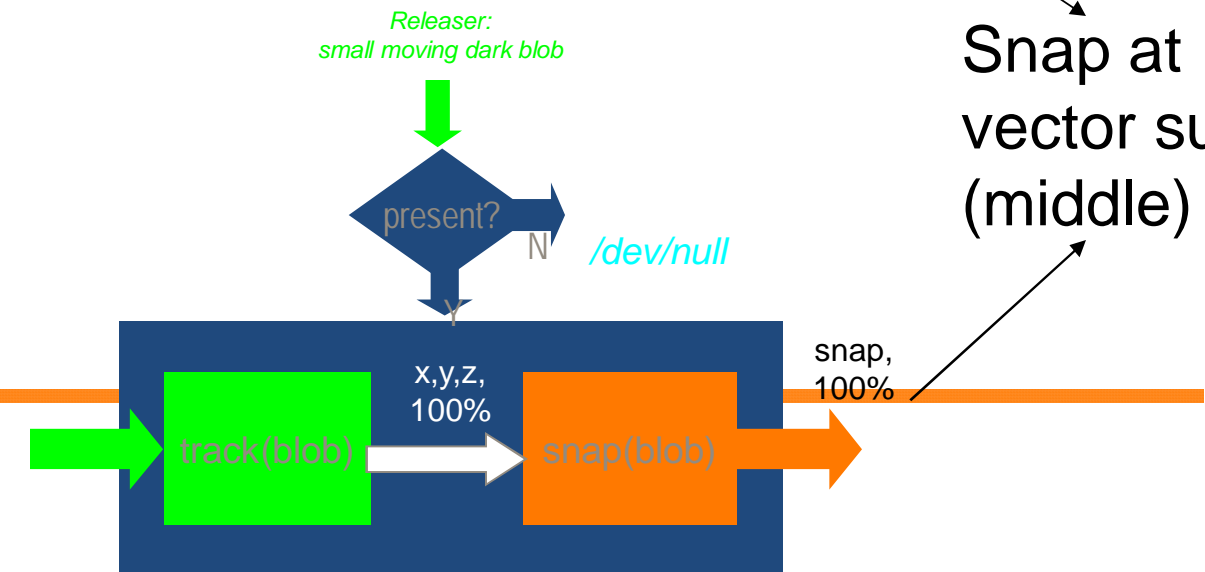 Releaser:
small moving dark blob
Snap at
vector su
(middle)
present?
N
/dev/null
Y
x,y,z,
100%
snap,
100%
track(blob)
snap(blob)